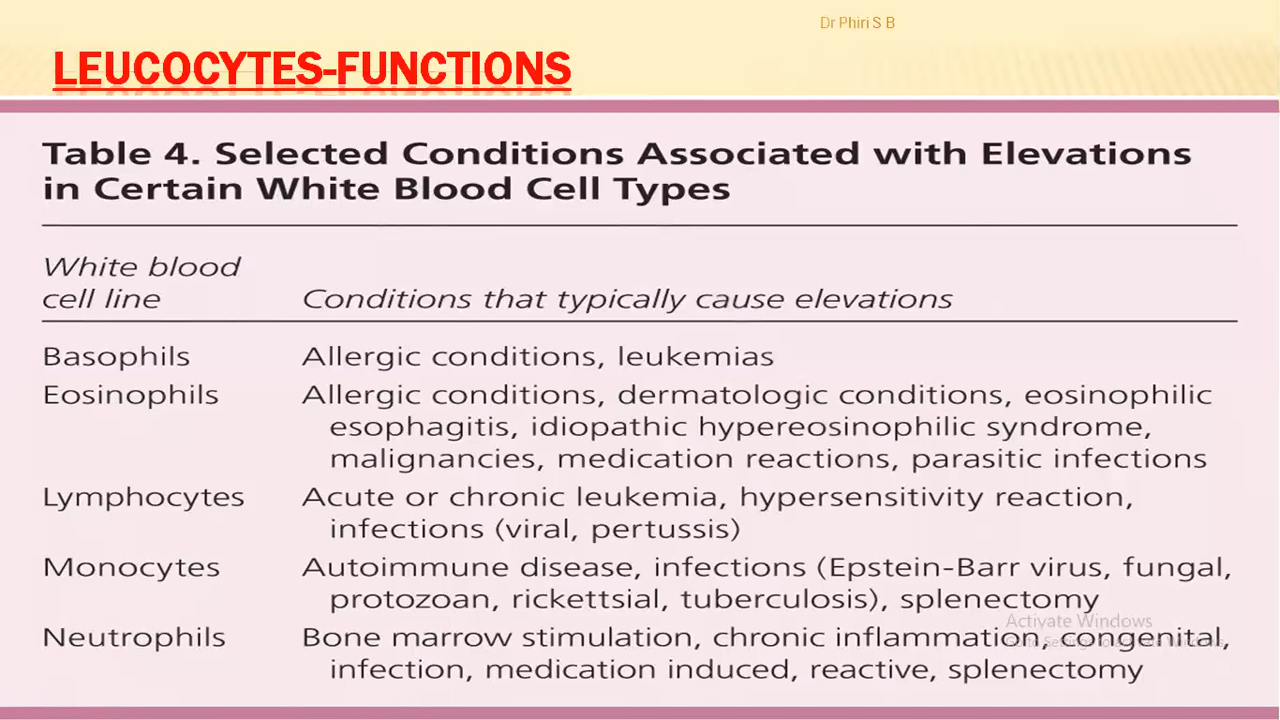 Dr Phiri S B
LEUCOCYTES-FUNCTIONS
Table 4. Selected Conditions Associated with Elevations
in Certain White Blood Cell Types
White blood
cell line Conditions that typically cause elevations
Basophils Allergic conditions, leukemias
Eosinophils Allergic conditions, dermatologic conditions, eosinophilic
esophagitis, idiopathic hypereosinophilic syndrome,
malignancies, medication reactions, parasitic infections
Lymphocytes Acute or chronic leukemia, hypersensitivity reaction,
infections (viral, pertussis)
Monocytes Autoimmune disease, infections (Epstein-Barr virus, fungal,
protozoan, rickettsial, tuberculosis), splenectomy
Activate Windows
Neutrophils Bone marrow stimulation, chronic inflammation, congenital,
infection, medication induced, reactive, splenectomy